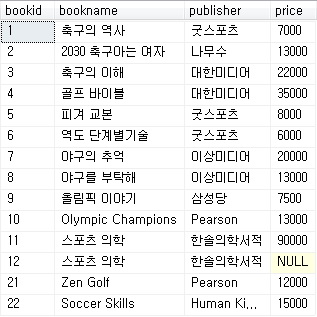 bookid bookname publisher price
1 축구의 역사 굿스포츠 7000
2 2030 축구아는 여자 나무수 13000
3 축구의 이해 대한미디어 22000
4 골프 바이블 대한미디어 35000
5 피겨 교본 굿스포츠 8000
6 역도 단계별기술 굿스포츠 6000
7 야구의 추억 이상미디어 20000
8 야구를 부탁해 이상미디어 13000
9 올림픽 이야기 삼성당 7500
10 Olympic Champions Pearson 13000
11 스포츠 의학 한솔의학서적 90000
12 스포츠 의학 한솔의학서적 NULL
21 Zen Golf Pearson 12000
22 Soccer Skills Human Ki... 15000